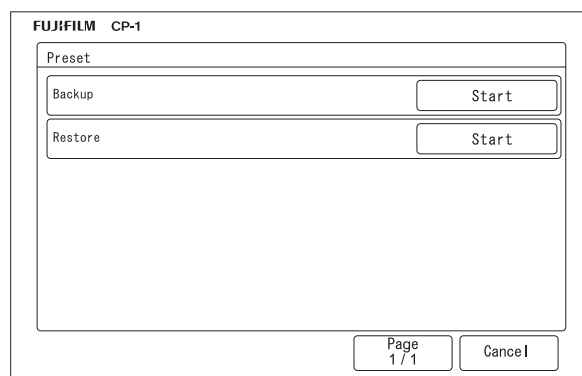 FUJIFILM CP-1
Preset
Backup Start
Restore Start
Page
1/1
Cancel